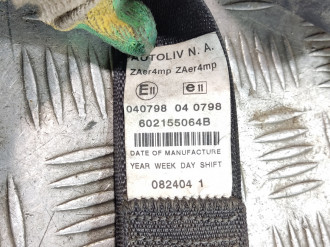 AUTOLIV N. A.
ZAer4mp ZAer4mp
E11 e11
040798 04 0798
602155064B
DATE OF MANUFACTURE
YEAR WEEK DAY SHIFT
082404 1